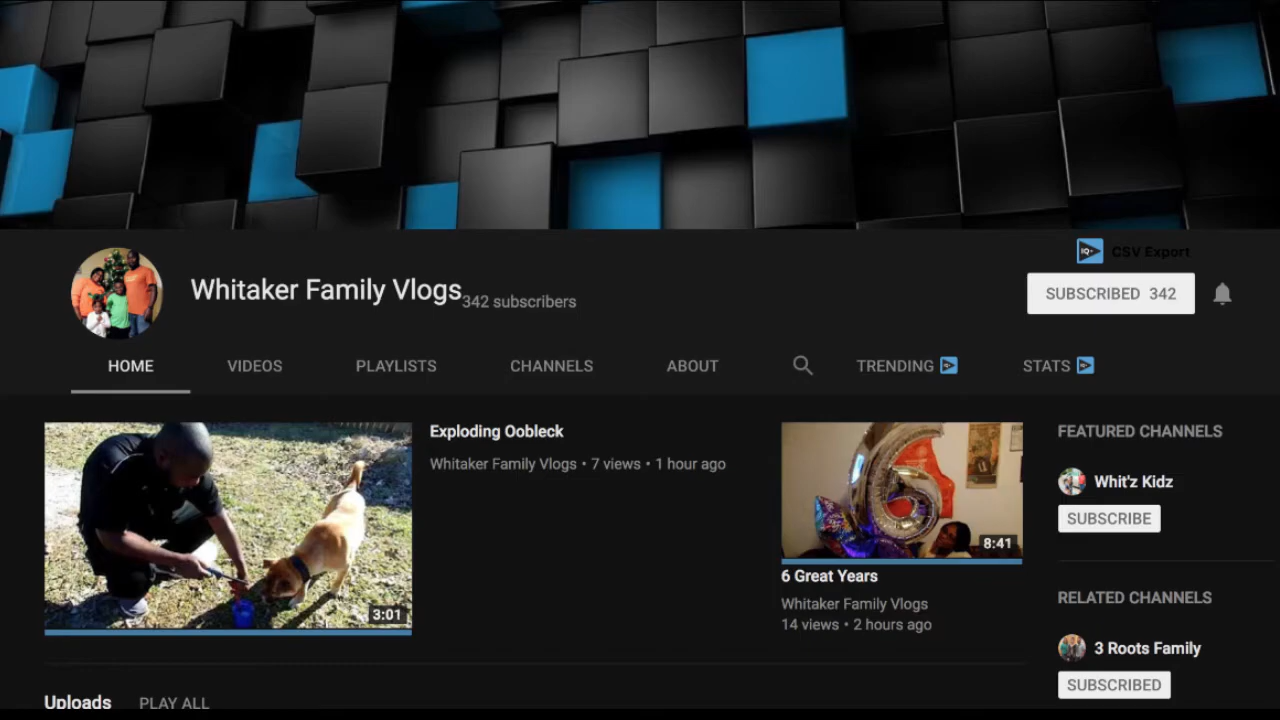 CSV Export
Whitaker Family Vlogs 342 subscribers
SUBSCRIBED 342
HOME VIDEOS PLAYLISTS CHANNELS ABOUT TRENDING STATS
Exploding Oobleck
Whitaker Family Vlogs • 7 views • 1 hour ago
3:01
8:41
6 Great Years
Whitaker Family Vlogs
14 views • 2 hours ago
FEATURED CHANNELS
Whit'z Kidz
SUBSCRIBE
RELATED CHANNELS
3 Roots Family
SUBSCRIBED
Uploads PLAY ALL